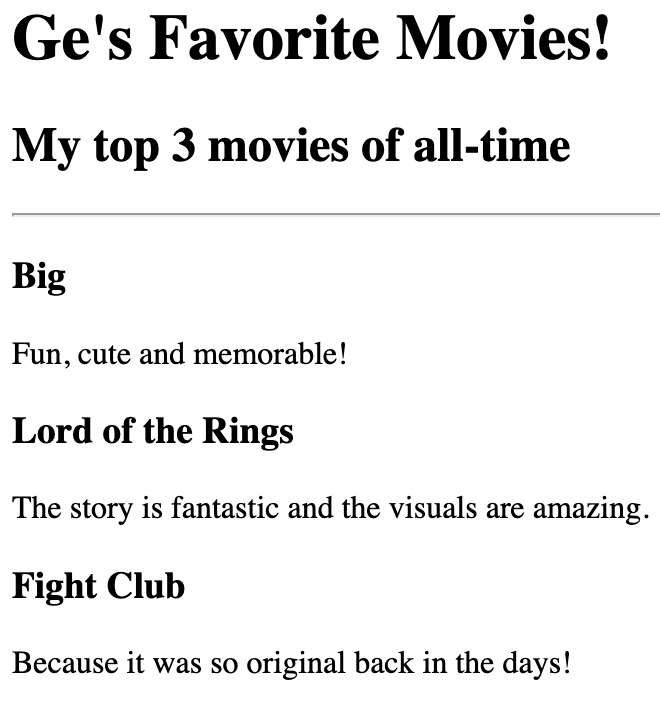 Ge's Favorite Movies!
My top 3 movies of all-time
Big
Fun, cute and memorable!
Lord of the Rings
The story is fantastic and the visuals are amazing.
Fight Club
Because it was so original back in the days!